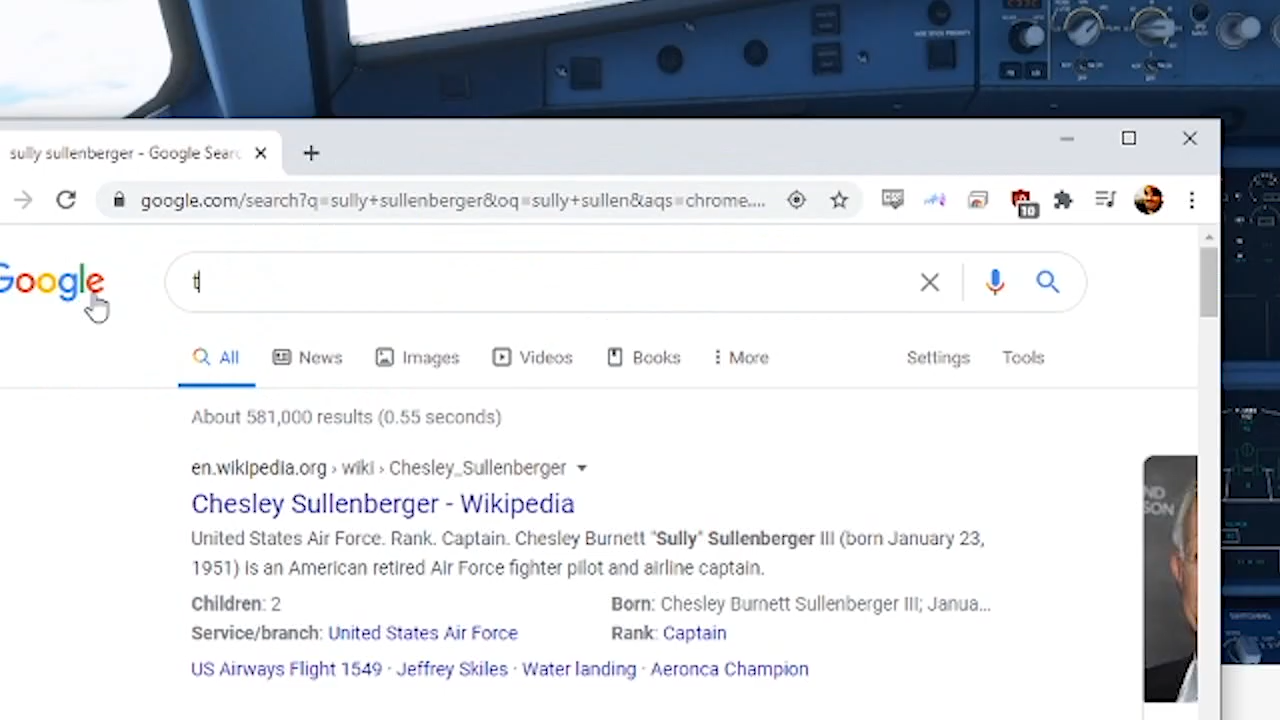 sully sullenberger - Google Searc
google.com/search?q=sully+sullenberger&oq=sully+sullen&aqs=chrome....
10
Google
t
All News Images Videos Books More Settings Tools
About 581,000 results (0.55 seconds)
en.wikipedia.org › wiki › Chesley_Sullenberger
Chesley Sullenberger - Wikipedia
United States Air Force. Rank. Captain. Chesley Burnett "Sully" Sullenberger III (born January 23,
1951) is an American retired Air Force fighter pilot and airline captain.
Children: 2 Born: Chesley Burnett Sullenberger III; Janua...
Service/branch: United States Air Force Rank: Captain
US Airways Flight 1549 · Jeffrey Skiles · Water landing · Aeronca Champion
ND
SON